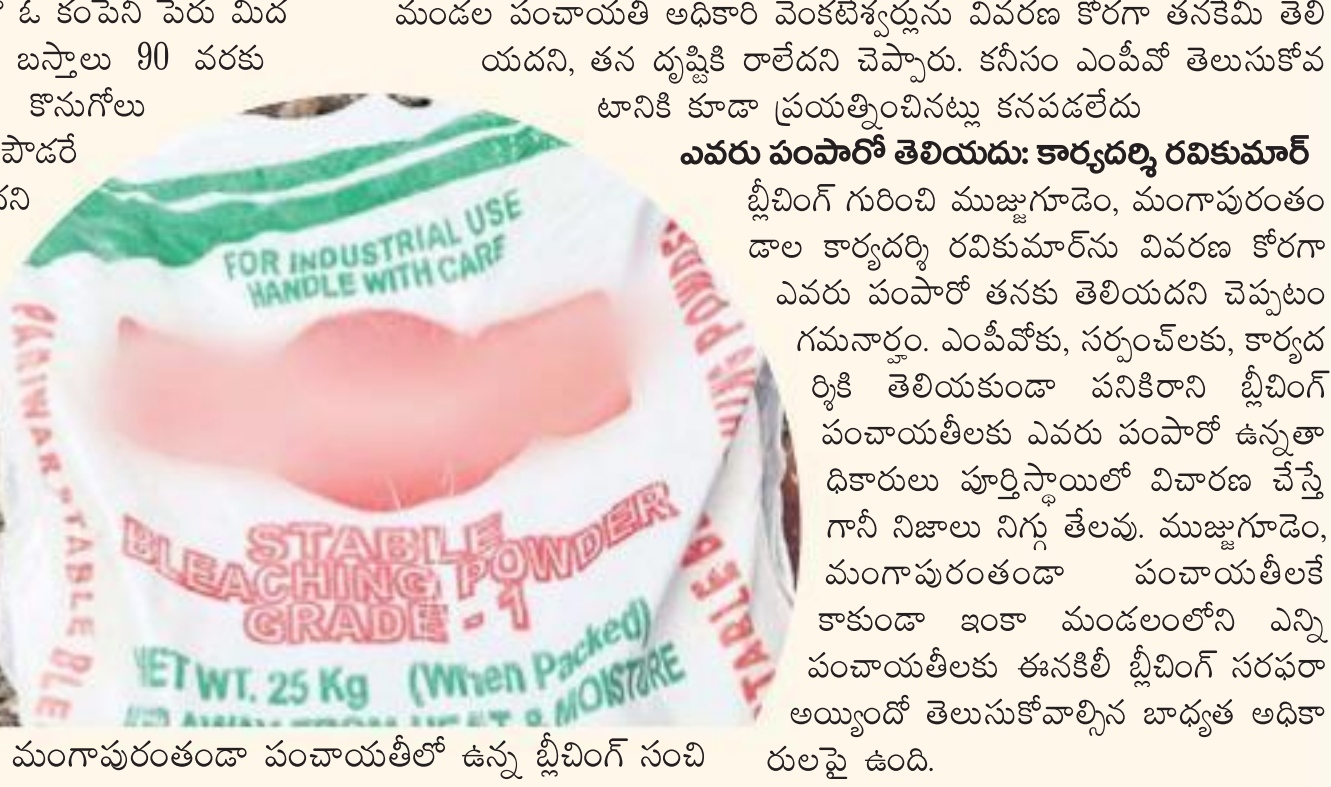 ఓ కంపెనీ పేరు మీద
బస్తాలు 90 వరకు
కొనుగోలు
పౌడరే
మండల పంచాయతీ అధికారి వెంకటేశ్వర్లును వివరణ కోరగా తనకేమీ తెలి
యదని, తన దృష్టికి రాలేదని చెప్పారు. కనీసం ఎంపీవో తెలుసుకోవ
టానికి కూడా ప్రయత్నించినట్లు కనపడలేదు
ఎవరు పంపారో తెలియదు: కార్యదర్శి రవికుమార్
బ్లీచింగ్ గురించి ముజ్జుగూడెం, మంగాపురంతం
డాల కార్యదర్శి రవికుమార్‌ను వివరణ కోరగా
ఎవరు పంపారో తనకు తెలియదని చెప్పటం
గమనార్హం. ఎంపీవోకు, సర్పంచ్‌లకు, కార్యద
ర్శికి తెలియకుండా పనికిరాని బ్లీచింగ్
పంచాయతీలకు ఎవరు పంపారో ఉన్నతా
ధికారులు పూర్తిస్థాయిలో విచారణ చేస్తే
గానీ నిజాలు నిగ్గు తేలవు. ముజ్జుగూడెం,
మంగాపురంతండా పంచాయతీలకే
కాకుండా ఇంకా మండలంలోని ఎన్ని
పంచాయతీలకు ఈనకిలీ బ్లీచింగ్ సరఫరా
అయ్యిందో తెలుసుకోవాల్సిన బాధ్యత అధికా
రులపై ఉంది.
FOR INDUSTRIAL USE
HANDLE WITH CARE
STABLE
BLEACHING POWDER
GRADE - 1
NET WT. 25 Kg (When Packed)
AWAY FROM HEAT & MOISTURE
మంగాపురంతండా పంచాయతీలో ఉన్న బ్లీచింగ్ సంచి